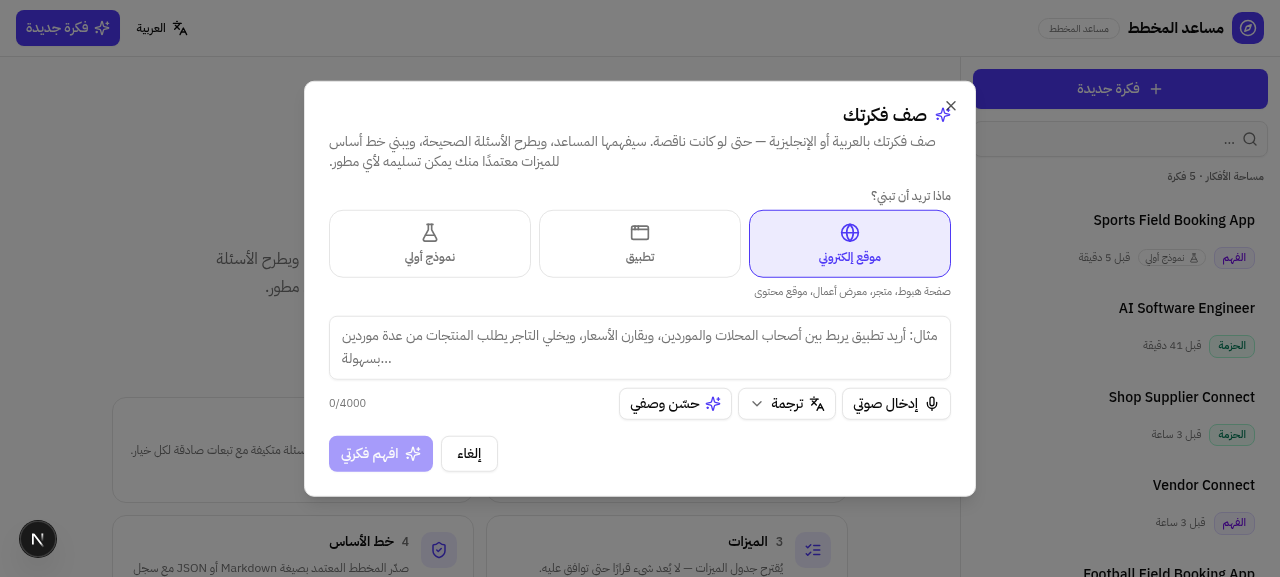 مساعد المخطط
مساعد المخطط
العربية
فكرة جديدة
فكرة جديدة
...
مساحة الأفكار · 5 فكرة
Sports Field Booking App
الفهم
نموذج أولي
قبل 5 دقيقة
AI Software Engineer
الحزمة
قبل 41 دقيقة
Shop Supplier Connect
الحزمة
قبل 3 ساعة
Vendor Connect
الفهم
قبل 3 ساعة
Football Field Booking App
ويطرح الأسئلة
مطور.
صف فكرتك
صف فكرتك بالعربية أو الإنجليزية — حتى لو كانت ناقصة. سيفهمها المساعد، ويطرح الأسئلة الصحيحة، ويبني خط أساس
للميزات معتمدًا منك يمكن تسليمه لأي مطور.
ماذا تريد أن تبني؟
موقع إلكتروني
تطبيق
نموذج أولي
صفحة هبوط، متجر، معرض أعمال، موقع محتوى
مثال: أريد تطبيق يربط بين أصحاب المحلات والموردين، ويقارن الأسعار، ويخلي التاجر يطلب المنتجات من عدة موردين
بسهولة...
إدخال صوتي
ترجمة
حسّن وصفي
0/4000
إلغاء
افهم فكرتي
أسئلة متكيفة مع تبعات صادقة لكل خيار.
3 الميزات
يُقترح جدول الميزات — لا يُعد شيء قرارًا حتى توافق عليه.
4 خط الأساس
صدّر المخطط المعتمد بصيغة Markdown أو JSON مع سجل
N